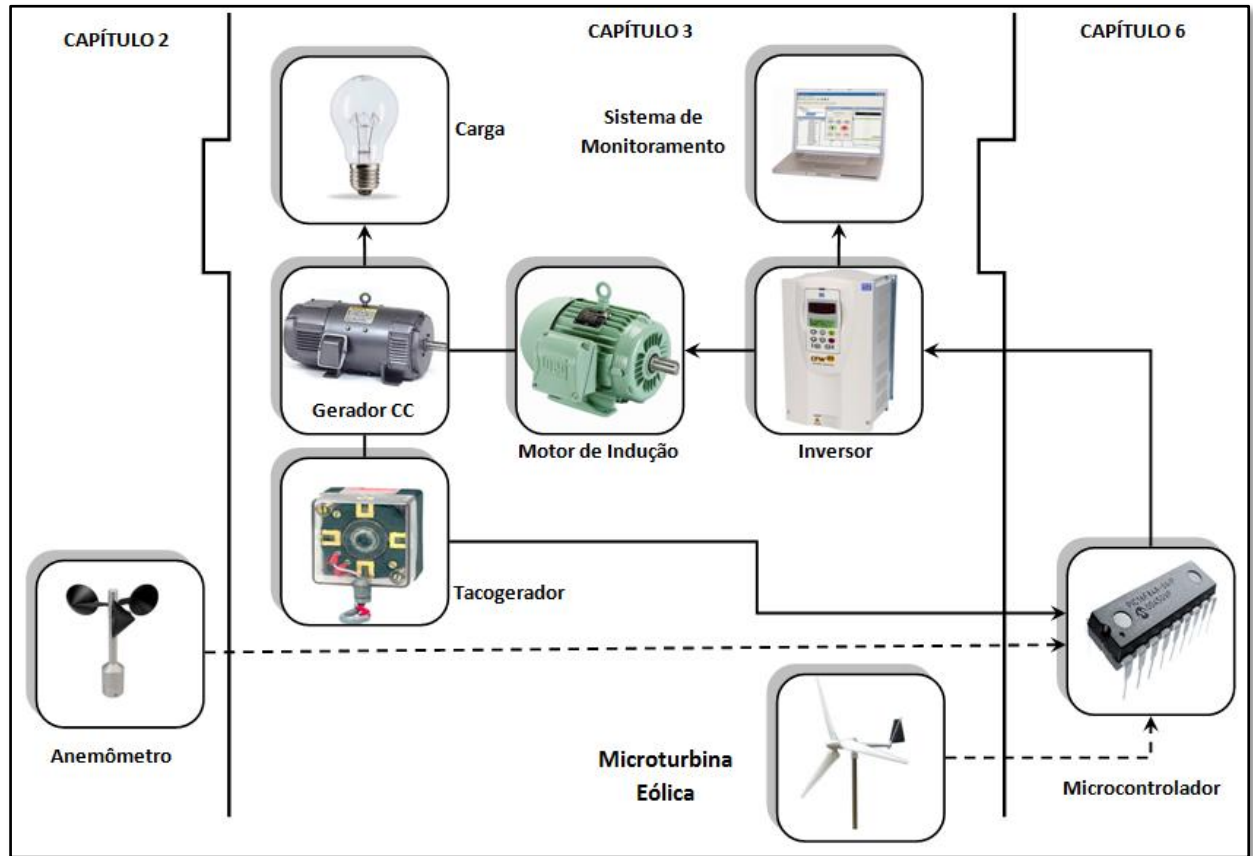 CAPÍTULO 2
CAPÍTULO 3
CAPÍTULO 6
Carga
Sistema de
Monitoramento
Gerador CC
Motor de Indução
Inversor
Tacogerador
Anemômetro
Microturbina
Eólica
Microcontrolador